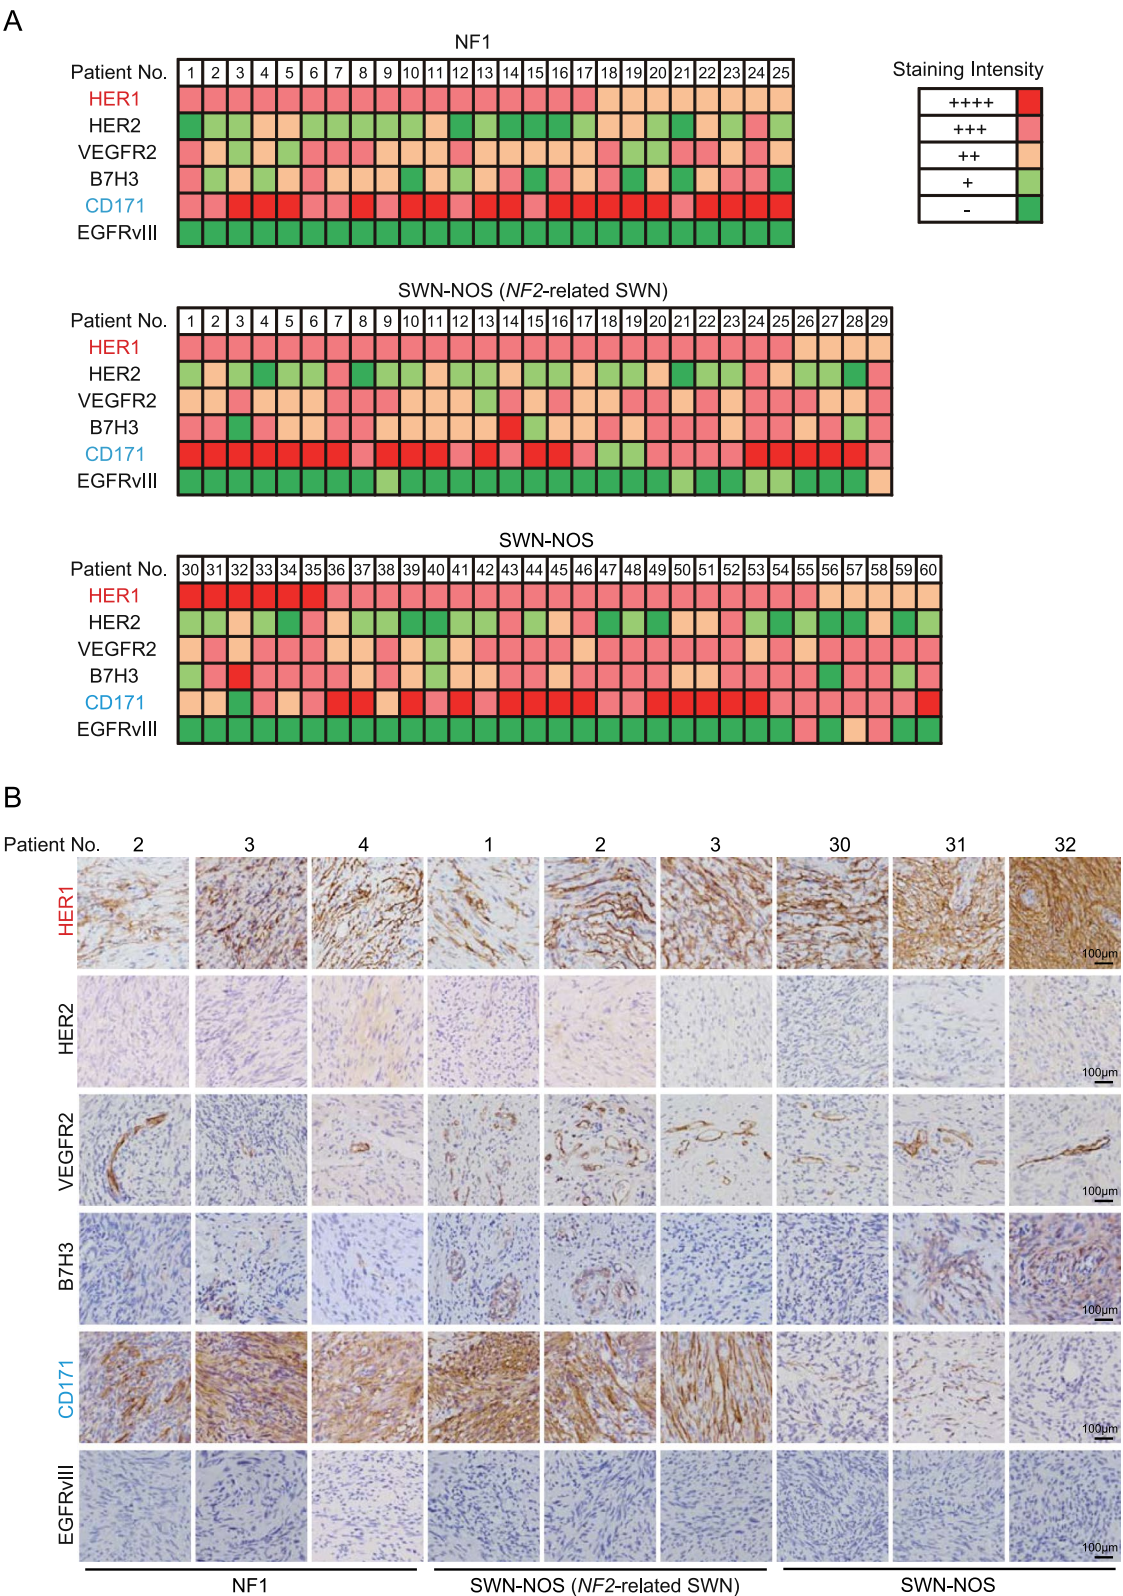 A
NF1
Patient No. 1 2 3 4 5 6 7 8 9 10 11 12 13 14 15 16 17 18 19 20 21 22 23 24 25
HER1
HER2
VEGFR2
B7H3
CD171
EGFRvIII
Staining Intensity
++++
+++
++
+
-
SWN-NOS (NF2-related SWN)
Patient No. 1 2 3 4 5 6 7 8 9 10 11 12 13 14 15 16 17 18 19 20 21 22 23 24 25 26 27 28 29
HER1
HER2
VEGFR2
B7H3
CD171
EGFRvIII
SWN-NOS
Patient No. 30 31 32 33 34 35 36 37 38 39 40 41 42 43 44 45 46 47 48 49 50 51 52 53 54 55 56 57 58 59 60
HER1
HER2
VEGFR2
B7H3
CD171
EGFRvIII
B
Patient No. 2 3 4 1 2 3 30 31 32
HER1
100μm
HER2
100μm
VEGFR2
100μm
B7H3
100μm
CD171
100μm
EGFRvIII
100μm
NF1 SWN-NOS (NF2-related SWN) SWN-NOS